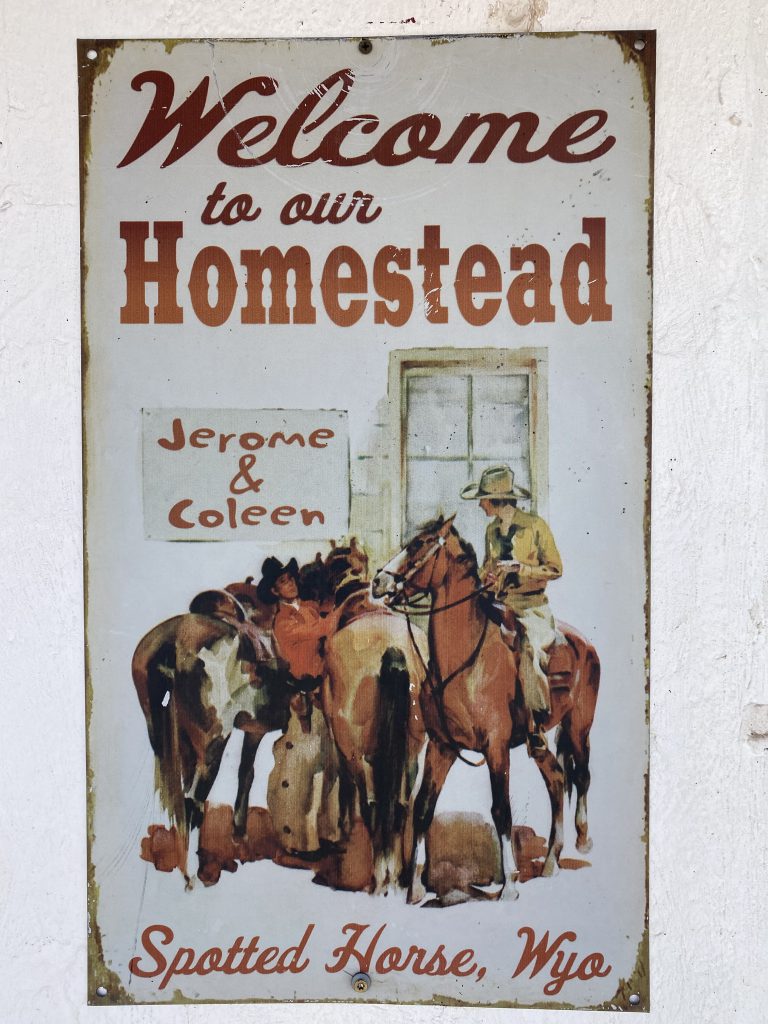 Welcome
to our
Homestead
Jerome
&
Coleen
Spotted Horse, Wyo